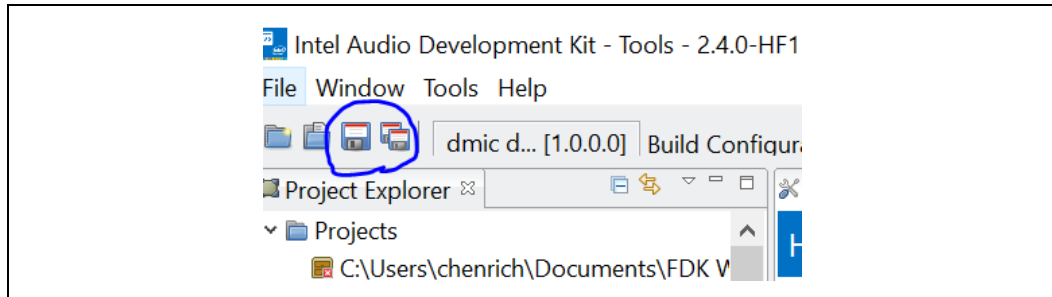 Intel Audio Development Kit - Tools - 2.4.0-HF1
File Window Tools Help
dmic d... [1.0.0.0] Build Configur
Project Explorer
Projects
C:\Users\chenrich\Documents\FDK W
H